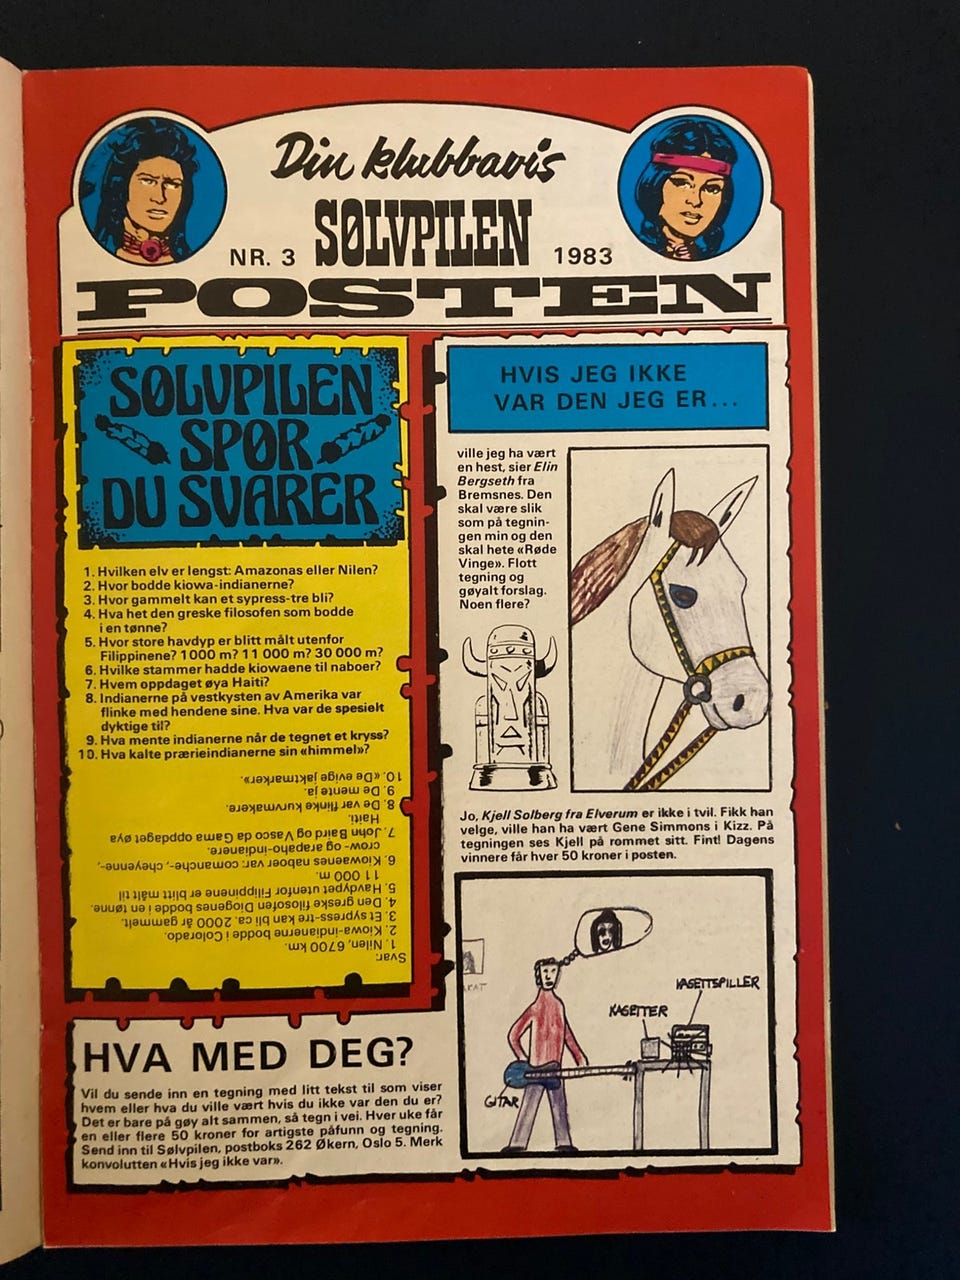 Din klubbavis
NR. 3 SØLVPILEN 1983
POSTEN
SØLVPILEN
SPØR
DU SVARER
1. Hvilken elv er lengst: Amazonas eller Nilen?
2. Hvor bodde kiowa-indianerne?
3. Hvor gammelt kan et sypress-tre bli?
4. Hva het den greske filosofen som bodde
i en tønne?
5. Hvor store havdyp er blitt målt utenfor
Filippinene? 1000 m? 11 000 m? 30 000 m?
6. Hvilke stammer hadde kiowaene til naboer?
7. Hvem oppdaget øya Haiti?
8. Indianerne på vestkysten av Amerika var
flinke med hendene sine. Hva var de spesielt
dyktige til?
9. Hva mente indianerne når de tegnet et kryss?
10. Hva kalte prærieindianerne sin «himmel»?
Svar:
1. Nilen, 6700 km.
2. Kiowa-indianerne bodde i Colorado.
3. Et sypress-tre kan bli ca. 2000 år gammelt.
4. Den greske filosofen Diogenes bodde i en tønne.
5. Havdypet utenfor Filippinene er blitt målt til
11 000 m.
6. Kiowaenes naboer var: comanche-, cheyenne-,
crow- og arapaho-indianere.
7. John Baird og Vasco da Gama oppdaget øya
Haiti.
8. De var flinke kurvmakere.
9. De mente ja.
10. «De evige jaktmarker».
HVIS JEG IKKE
VAR DEN JEG ER...
ville jeg ha vært
en hest, sier Elin
Bergseth fra
Bremsnes. Den
skal være slik
som på tegnin-
gen min og den
skal hete «Røde
Vinge». Flott
tegning og
gøyalt forslag.
Noen flere?
Jo, Kjell Solberg fra Elverum er ikke i tvil. Fikk han
velge, ville han ha vært Gene Simmons i Kizz. På
tegningen ses Kjell på rommet sitt. Fint! Dagens
vinnere får hver 50 kroner i posten.
KASETTSPILLER
KASETTER
GITAR
HVA MED DEG?
Vil du sende inn en tegning med litt tekst til som viser
hvem eller hva du ville vært hvis du ikke var den du er?
Det er bare på gøy alt sammen, så tegn i vei. Hver uke får
en eller flere 50 kroner for artigste påfunn og tegning.
Send inn til Sølvpilen, postboks 262 Økern, Oslo 5. Merk
konvolutten «Hvis jeg ikke var».